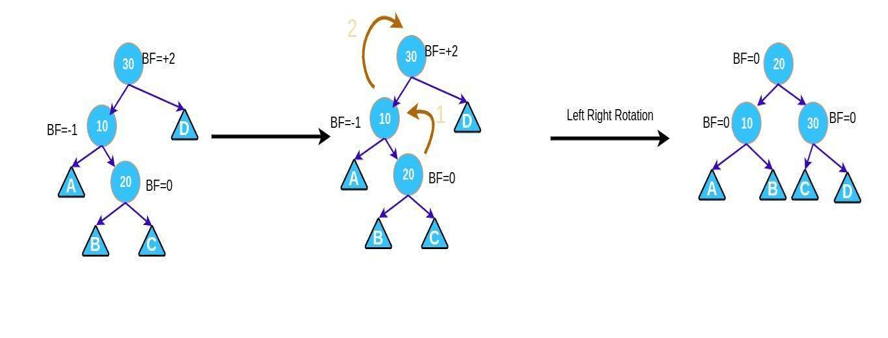 30 BF=+2
BF=-1 10 D
A 20 BF=0
B C
2
30 BF=+2
BF=-1 10 1 D
A 20 BF=0
B C
Left Right Rotation
BF=0 20
BF=0 10 30 BF=0
A B C D